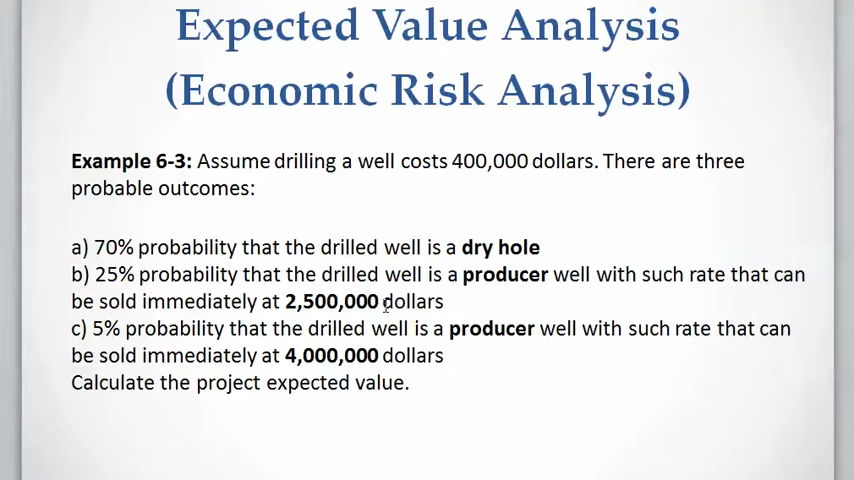 Expected Value Analysis
(Economic Risk Analysis)
Example 6-3: Assume drilling a well costs 400,000 dollars. There are three
probable outcomes:
a) 70% probability that the drilled well is a dry hole
b) 25% probability that the drilled well is a producer well with such rate that can
be sold immediately at 2,500,000 dollars
c) 5% probability that the drilled well is a producer well with such rate that can
be sold immediately at 4,000,000 dollars
Calculate the project expected value.